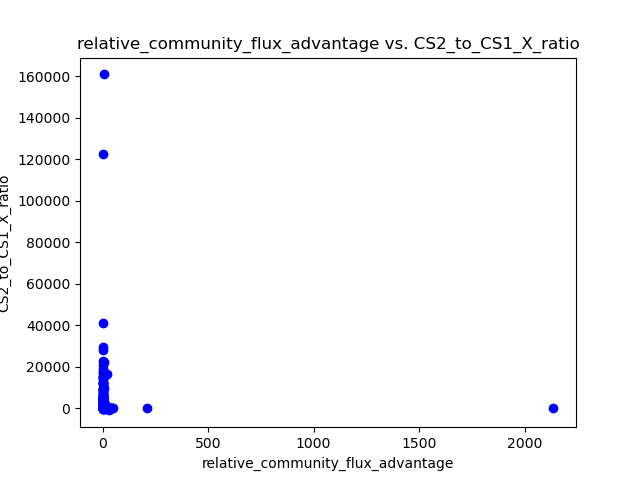 relative_community_flux_advantage vs. CS2_to_CS1_X_ratio
160000
140000
120000
100000
80000
60000
40000
20000
0
CS2_to_CS1_X_ratio
0 500 1000 1500 2000
relative_community_flux_advantage